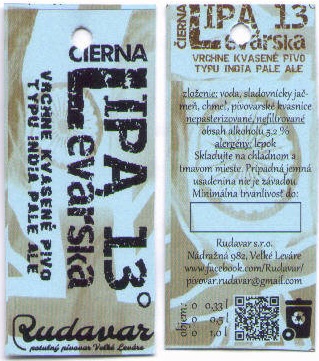 ČIERNA
LIPA 13°
Levárska
VRCHNE KVASENÉ PIVO
TYPU INDIA PALE ALE
Rudavar
potulný pivovar Veľké Leváre
ČIERNA
LIPA 13°
Levárska
VRCHNE KVASENÉ PIVO
TYPU INDIA PALE ALE
zloženie: voda, sladovnícky jač-
meň, chmeľ, pivovarské kvasnice
nepasterizované, nefiltrované
obsah alkoholu 5.2 %
alergény: lepok
Skladujte na chladnom a
tmavom mieste. Prípadná jemná
usadenina nie je závadou.
Minimálna trvanlivosť do:
Rudavar s.r.o.
Nádražná 982, Veľké Leváre
www.facebook.com/Rudavar/
pivovar.rudavar@gmail.com
objem:
o 0,33 l
o 0,5 l
o 1,0 l